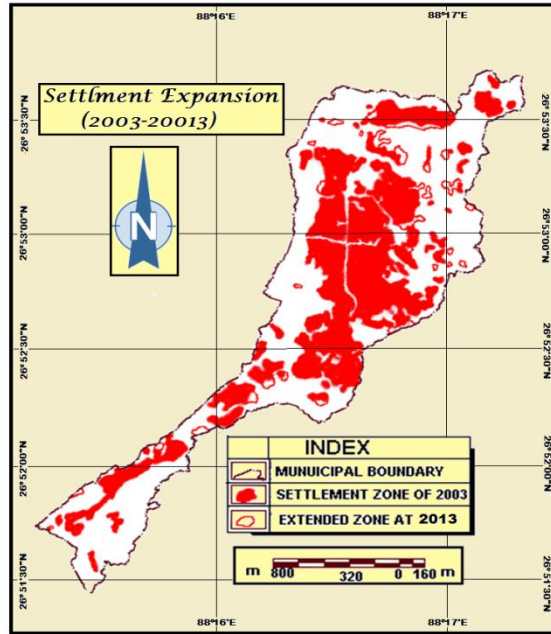 88°16'E 88°17'E
Settlment Expansion
(2003-20013)
N
26°53'30"N 26°53'30"N
26°53'00"N 26°53'00"N
26°52'30"N 26°52'30"N
26°52'00"N 26°52'00"N
26°51'30"N 26°51'30"N
INDEX
MUNUICIPAL BOUNDARY
SETTLEMENT ZONE OF 2003
EXTENDED ZONE AT 2013
m 800 320 0 160 m
88°16'E 88°17'E